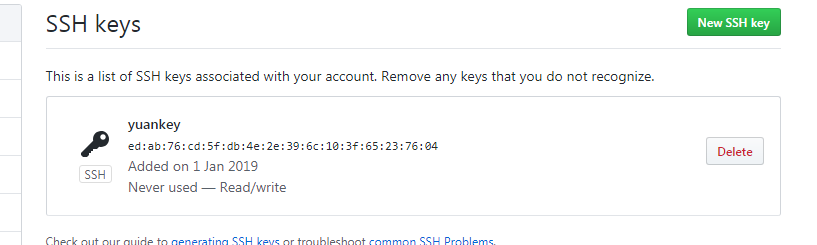 SSH keys
New SSH key
This is a list of SSH keys associated with your account. Remove any keys that you do not recognize.
yuankey
ed:ab:76:cd:5f:db:4e:2e:39:6c:10:3f:65:23:76:04
Added on 1 Jan 2019
Never used — Read/write
SSH
Delete
Check out our guide to generating SSH keys or troubleshoot common SSH Problems.